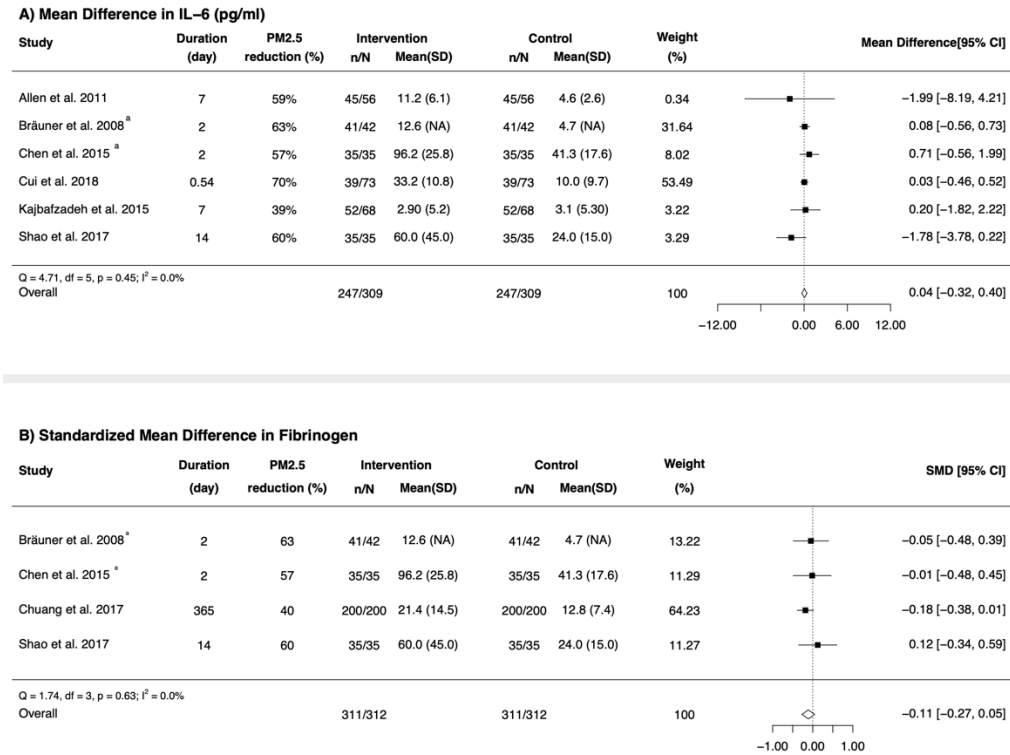 A) Mean Difference in IL−6 (pg/ml)
Study Duration PM2.5 Intervention Control Weight Mean Difference[95% CI]
(day) reduction (%) n/N Mean(SD) n/N Mean(SD) (%)
Allen et al. 2011 7 59% 45/56 11.2 (6.1) 45/56 4.6 (2.6) 0.34 −1.99 [−8.19, 4.21]
Bräuner et al. 2008 a 2 63% 41/42 12.6 (NA) 41/42 4.7 (NA) 31.64 0.08 [−0.56, 0.73]
Chen et al. 2015 a 2 57% 35/35 96.2 (25.8) 35/35 41.3 (17.6) 8.02 0.71 [−0.56, 1.99]
Cui et al. 2018 0.54 70% 39/73 33.2 (10.8) 39/73 10.0 (9.7) 53.49 0.03 [−0.46, 0.52]
Kajbafzadeh et al. 2015 7 39% 52/68 2.90 (5.2) 52/68 3.1 (5.30) 3.22 0.20 [−1.82, 2.22]
Shao et al. 2017 14 60% 35/35 60.0 (45.0) 35/35 24.0 (15.0) 3.29 −1.78 [−3.78, 0.22]
Q = 4.71, df = 5, p = 0.45; I² = 0.0%
Overall 247/309 247/309 100 0.04 [−0.32, 0.40]
−12.00 0.00 6.00 12.00
B) Standardized Mean Difference in Fibrinogen
Study Duration PM2.5 Intervention Control Weight SMD [95% CI]
(day) reduction (%) n/N Mean(SD) n/N Mean(SD) (%)
Bräuner et al. 2008 a 2 63 41/42 12.6 (NA) 41/42 4.7 (NA) 13.22 −0.05 [−0.48, 0.39]
Chen et al. 2015 a 2 57 35/35 96.2 (25.8) 35/35 41.3 (17.6) 11.29 −0.01 [−0.48, 0.45]
Chuang et al. 2017 365 40 200/200 21.4 (14.5) 200/200 12.8 (7.4) 64.23 −0.18 [−0.38, 0.01]
Shao et al. 2017 14 60 35/35 60.0 (45.0) 35/35 24.0 (15.0) 11.27 0.12 [−0.34, 0.59]
Q = 1.74, df = 3, p = 0.63; I² = 0.0%
Overall 311/312 311/312 100 −0.11 [−0.27, 0.05]
−1.00 0.00 1.00